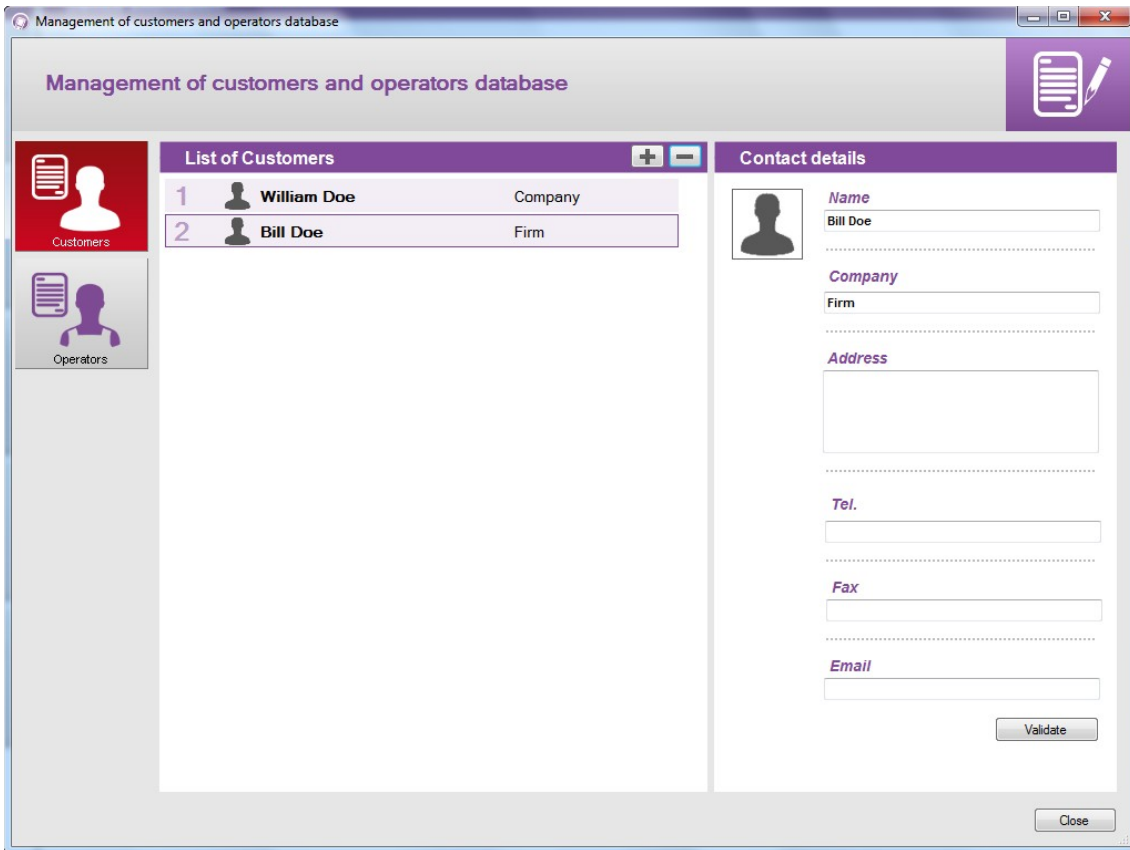 Management of customers and operators database
Management of customers and operators database
Customers
Operators
List of Customers
1 William Doe Company
2 Bill Doe Firm
Contact details
Name
Bill Doe
Company
Firm
Address
Tel.
Fax
Email
Validate
Close